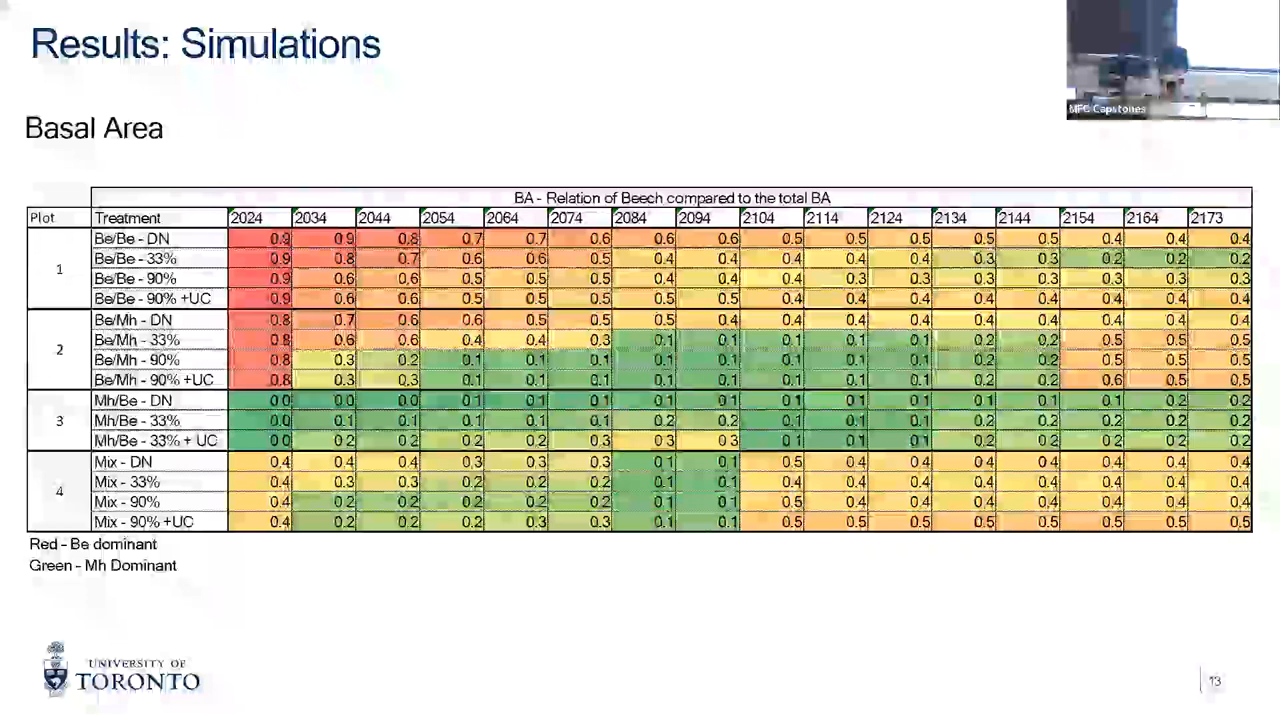 Results: Simulations
MFC Capstones
Basal Area
BA - Relation of Beech compared to the total BA
Plot Treatment 2024 2034 2044 2054 2064 2074 2084 2094 2104 2114 2124 2134 2144 2154 2164 2173
1
Be/Be - DN 0.9 0.9 0.8 0.7 0.7 0.6 0.6 0.6 0.5 0.5 0.5 0.5 0.5 0.4 0.4 0.4
Be/Be - 33% 0.9 0.8 0.7 0.6 0.6 0.5 0.4 0.4 0.4 0.4 0.4 0.3 0.3 0.2 0.2 0.2
Be/Be - 90% 0.9 0.6 0.6 0.5 0.5 0.5 0.4 0.4 0.4 0.3 0.3 0.3 0.3 0.3 0.3 0.3
Be/Be - 90% +UC 0.9 0.6 0.6 0.5 0.5 0.5 0.5 0.5 0.4 0.4 0.4 0.4 0.4 0.4 0.4 0.4
2
Be/Mh - DN 0.8 0.7 0.6 0.6 0.5 0.5 0.5 0.4 0.4 0.4 0.4 0.4 0.4 0.4 0.4 0.4
Be/Mh - 33% 0.8 0.6 0.6 0.4 0.4 0.3 0.1 0.1 0.1 0.1 0.1 0.2 0.2 0.5 0.5 0.5
Be/Mh - 90% 0.8 0.3 0.2 0.1 0.1 0.1 0.1 0.1 0.1 0.1 0.1 0.2 0.2 0.5 0.5 0.5
Be/Mh - 90% +UC 0.8 0.3 0.3 0.1 0.1 0.1 0.1 0.1 0.1 0.1 0.1 0.2 0.2 0.6 0.5 0.5
3
Mh/Be - DN 0.0 0.0 0.0 0.1 0.1 0.1 0.1 0.1 0.1 0.1 0.1 0.1 0.1 0.1 0.2 0.2
Mh/Be - 33% 0.0 0.1 0.1 0.1 0.1 0.1 0.2 0.2 0.1 0.1 0.1 0.2 0.2 0.2 0.2 0.2
Mh/Be - 33% + UC 0.0 0.2 0.2 0.2 0.2 0.3 0.3 0.3 0.1 0.1 0.1 0.2 0.2 0.2 0.2 0.2
4
Mix - DN 0.4 0.4 0.4 0.3 0.3 0.3 0.1 0.1 0.5 0.4 0.4 0.4 0.4 0.4 0.4 0.4
Mix - 33% 0.4 0.3 0.3 0.2 0.2 0.2 0.1 0.1 0.4 0.4 0.4 0.4 0.4 0.4 0.4 0.4
Mix - 90% 0.4 0.2 0.2 0.2 0.2 0.2 0.1 0.1 0.5 0.4 0.4 0.4 0.4 0.4 0.4 0.4
Mix - 90% +UC 0.4 0.2 0.2 0.2 0.3 0.3 0.1 0.1 0.5 0.5 0.5 0.5 0.5 0.5 0.5 0.5
Red - Be dominant
Green - Mh Dominant
UNIVERSITY OF
TORONTO
13